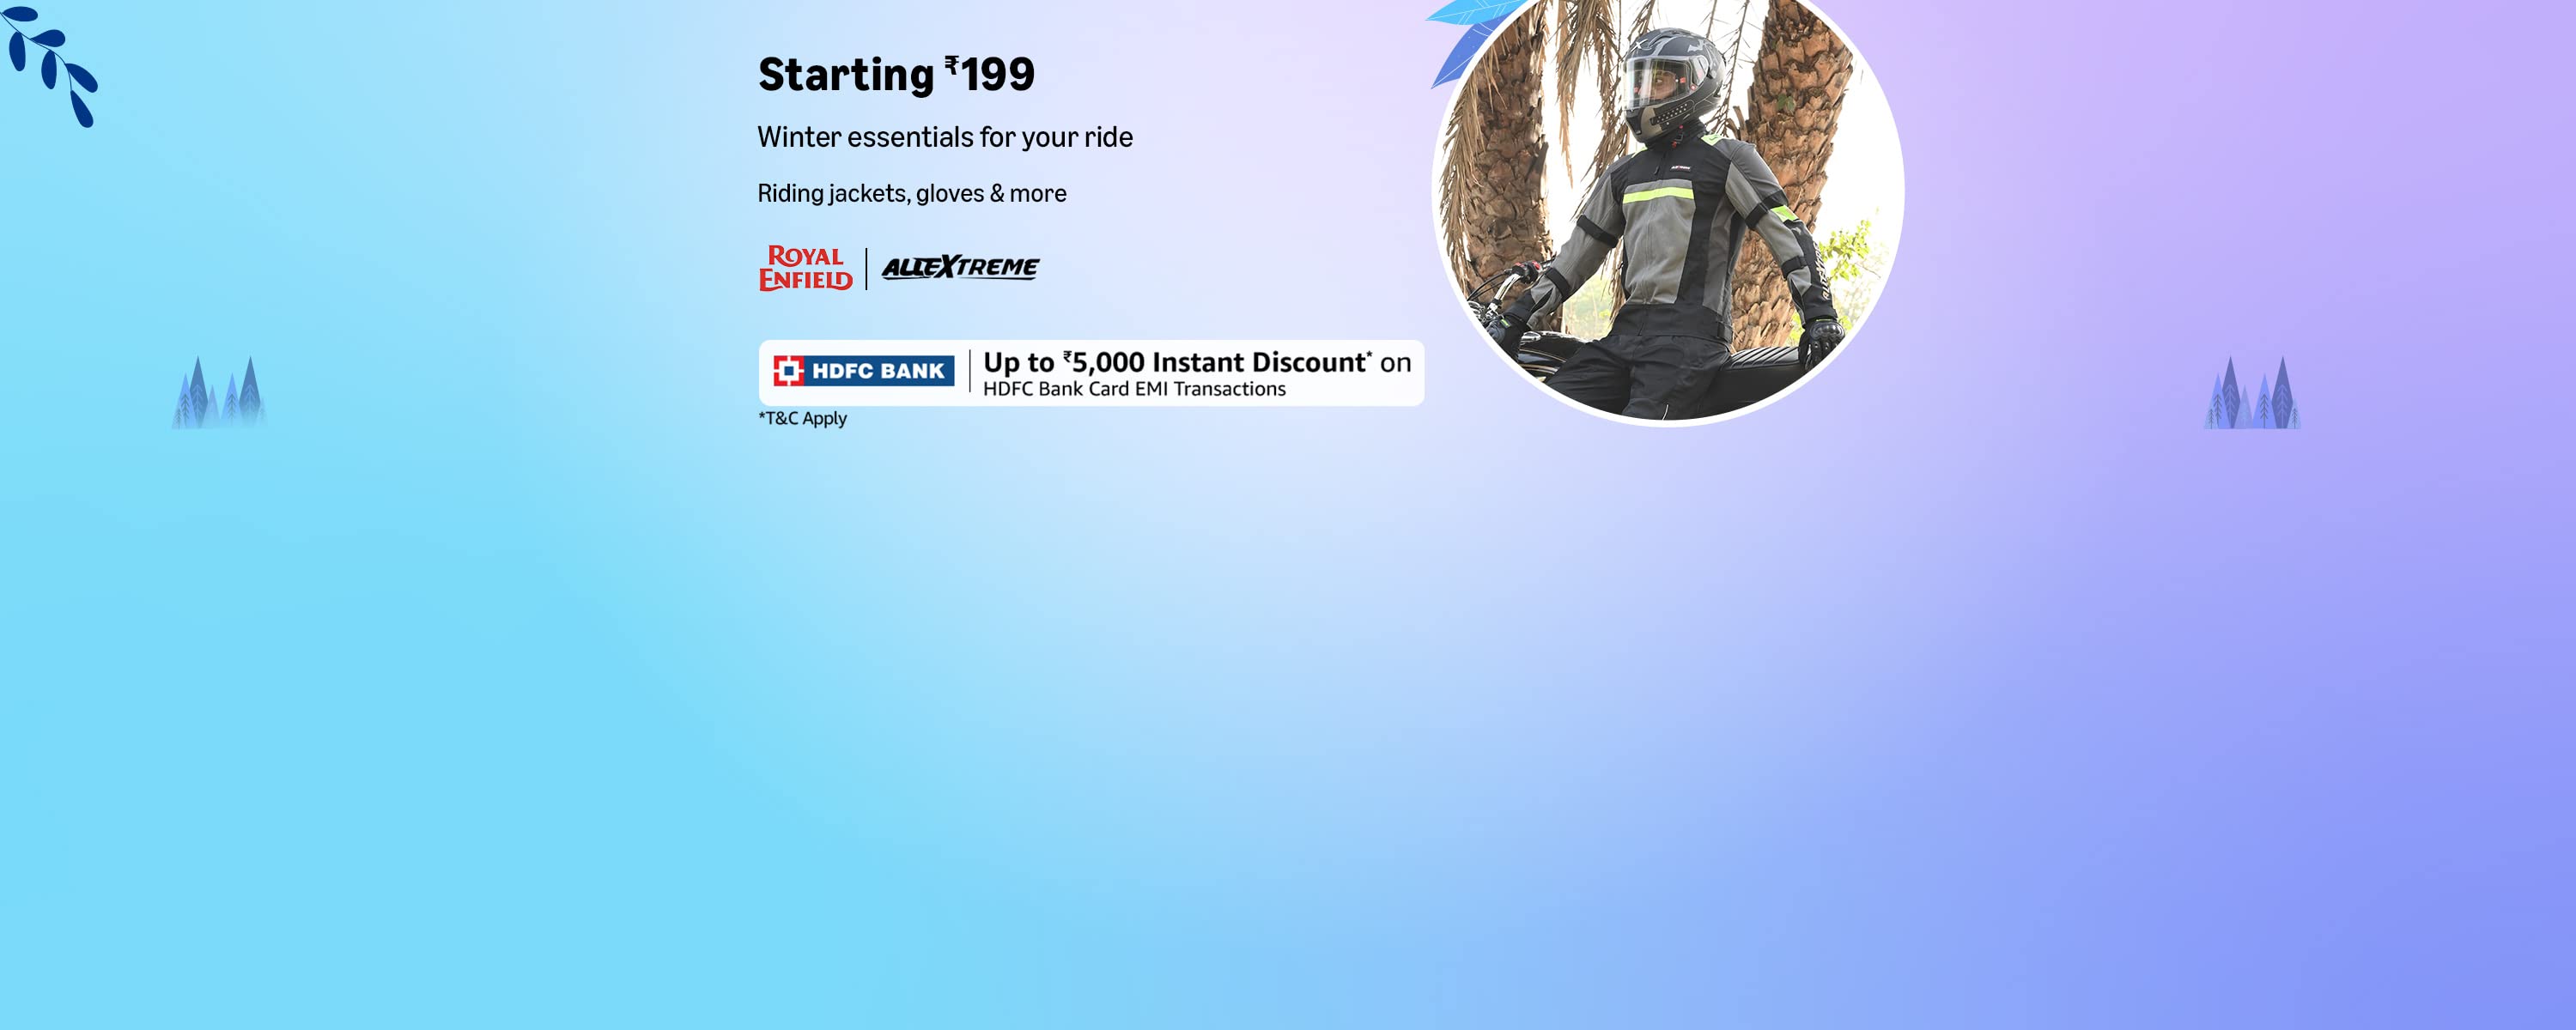 Starting ₹199
Winter essentials for your ride
Riding jackets, gloves & more
ROYAL
ENFIELD
ALLEXTREME
HDFC BANK
Up to ₹5,000 Instant Discount* on
HDFC Bank Card EMI Transactions
*T&C Apply